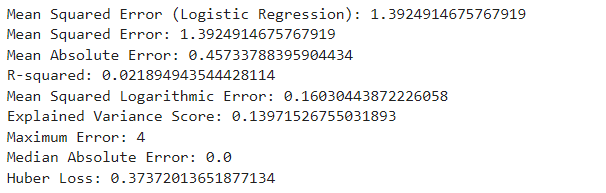 Mean Squared Error (Logistic Regression): 1.3924914675767919
Mean Squared Error: 1.3924914675767919
Mean Absolute Error: 0.45733788395904434
R-squared: 0.021894943544428114
Mean Squared Logarithmic Error: 0.16030443872226058
Explained Variance Score: 0.13971526755031893
Maximum Error: 4
Median Absolute Error: 0.0
Huber Loss: 0.37372013651877134